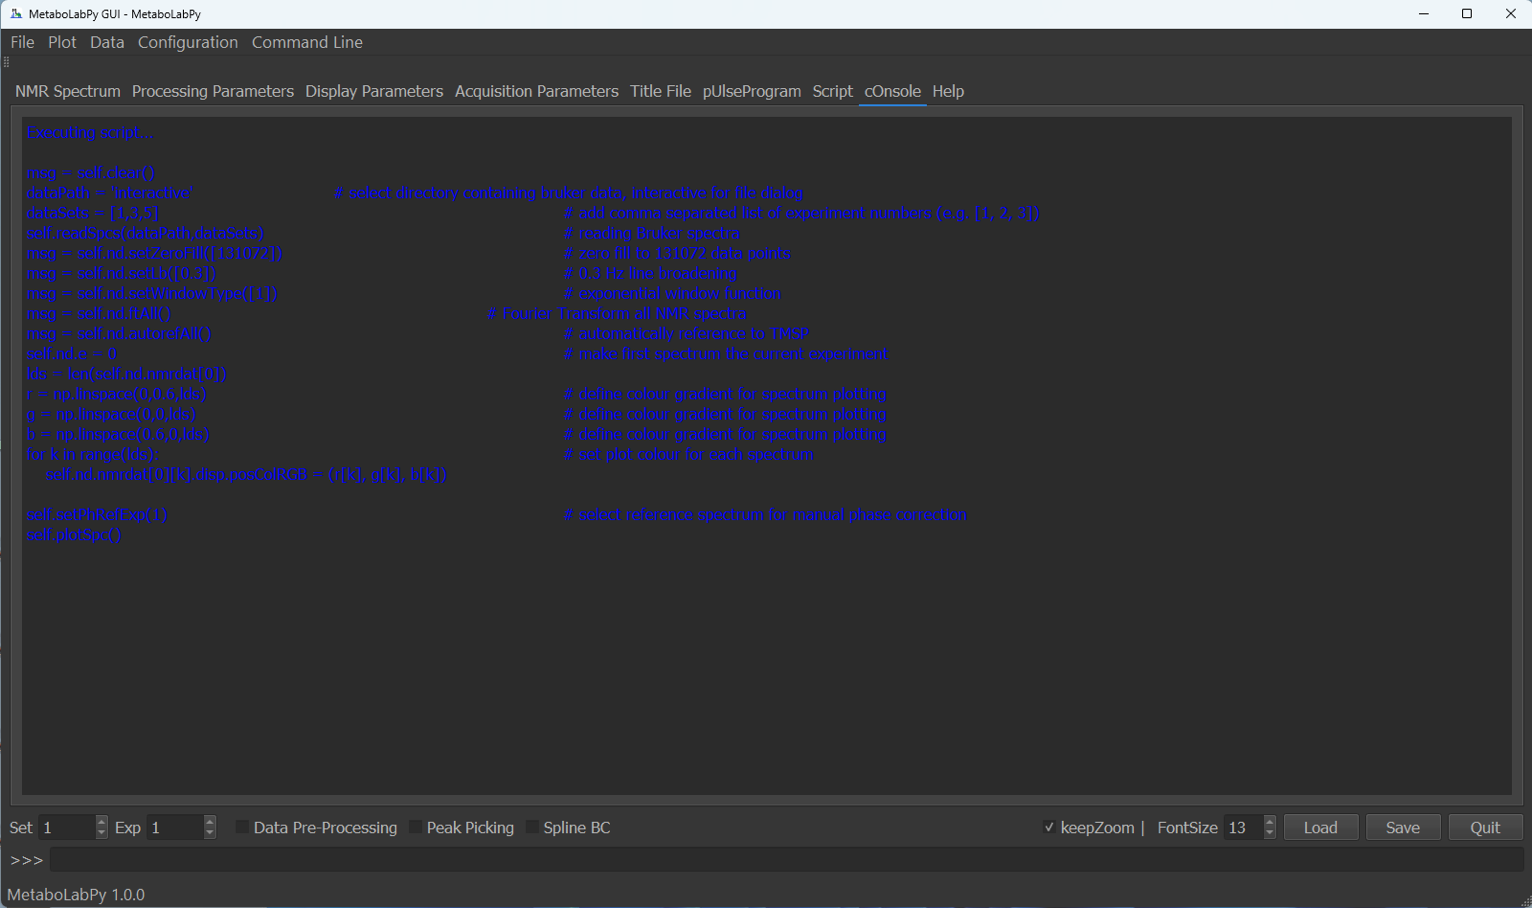 MetaboLabPy GUI - MetaboLabPy
File Plot Data Configuration Command Line
NMR Spectrum Processing Parameters Display Parameters Acquisition Parameters Title File pUlseProgram Script cOnsole Help
Executing script...
msg = self.clear()
dataPath = 'interactive' # select directory containing bruker data, interactive for file dialog
dataSets = [1,3,5] # add comma separated list of experiment numbers (e.g. [1, 2, 3])
self.readSpcs(dataPath,dataSets) # reading Bruker spectra
msg = self.nd.setZeroFill([131072]) # zero fill to 131072 data points
msg = self.nd.setLb([0.3]) # 0.3 Hz line broadening
msg = self.nd.setWindowType([1]) # exponential window function
msg = self.nd.ftAll() # Fourier Transform all NMR spectra
msg = self.nd.autorefAll() # automatically reference to TMSP
self.nd.e = 0 # make first spectrum the current experiment
lds = len(self.nd.nmrdat[0])
r = np.linspace(0,0.6,lds) # define colour gradient for spectrum plotting
g = np.linspace(0,0,lds) # define colour gradient for spectrum plotting
b = np.linspace(0.6,0,lds) # define colour gradient for spectrum plotting
for k in range(lds): # set plot colour for each spectrum
self.nd.nmrdat[0][k].disp.posColRGB = (r[k], g[k], b[k])
self.setPhRefExp(1) # select reference spectrum for manual phase correction
self.plotSpc()
Set 1 Exp 1 Data Pre-Processing Peak Picking Spline BC keepZoom | FontSize 13 Load Save Quit
>>>
MetaboLabPy 1.0.0